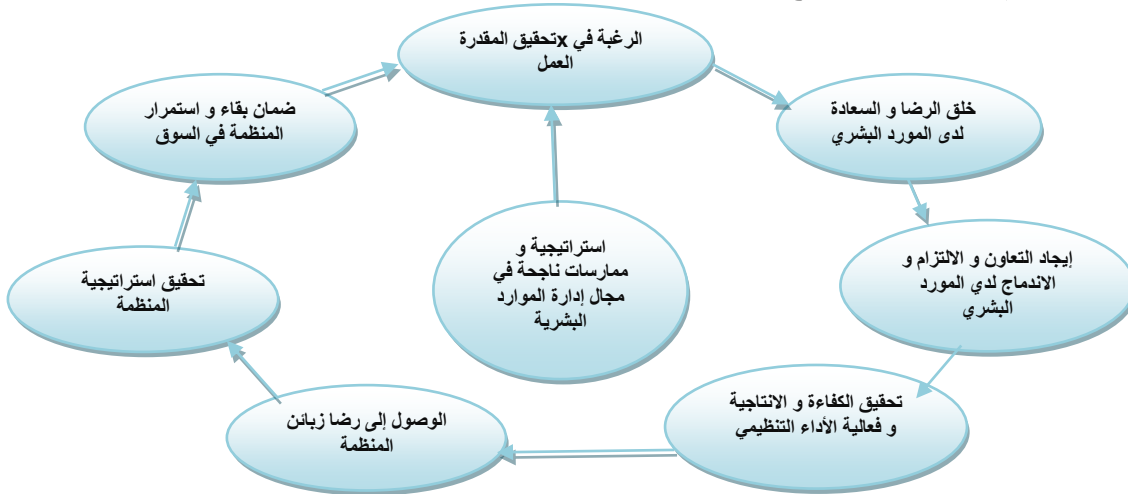 الرغبة في xتحقيق المقدرة
العمل
خلق الرضا و السعادة
لدى المورد البشري
إيجاد التعاون و الالتزام و
الاندماج لدي المورد
البشري
تحقيق الكفاءة و الانتاجية
و فعالية الأداء التنظيمي
الوصول إلى رضا زبائن
المنظمة
تحقيق استراتيجية
المنظمة
ضمان بقاء و استمرار
المنظمة في السوق
استراتيجية و
ممارسات ناجحة في
مجال إدارة الموارد
البشرية